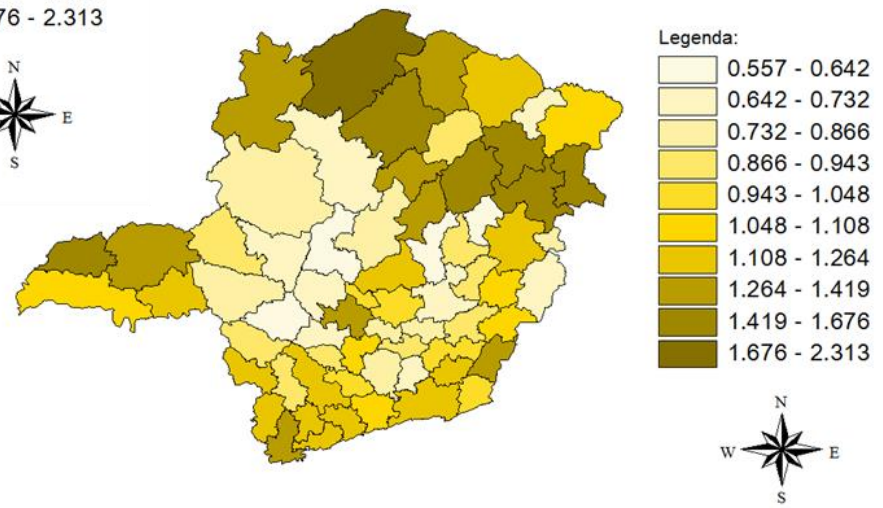 76 - 2.313
N
E
S
Legenda:
0.557 - 0.642
0.642 - 0.732
0.732 - 0.866
0.866 - 0.943
0.943 - 1.048
1.048 - 1.108
1.108 - 1.264
1.264 - 1.419
1.419 - 1.676
1.676 - 2.313
N
W E
S